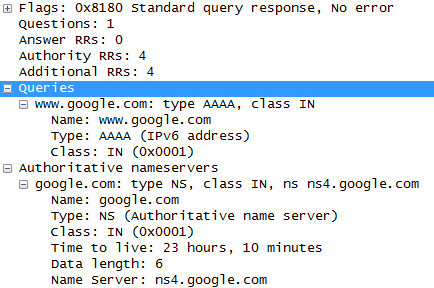 Flags: 0x8180 Standard query response, No error
Questions: 1
Answer RRs: 0
Authority RRs: 4
Additional RRs: 4
Queries
www.google.com: type AAAA, class IN
Name: www.google.com
Type: AAAA (IPv6 address)
Class: IN (0x0001)
Authoritative nameservers
google.com: type NS, class IN, ns ns4.google.com
Name: google.com
Type: NS (Authoritative name server)
Class: IN (0x0001)
Time to live: 23 hours, 10 minutes
Data length: 6
Name Server: ns4.google.com